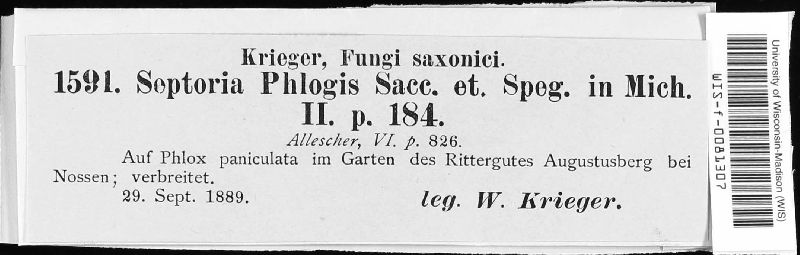 Krieger, Fungi saxonici.
1591. Septoria Phlogis Sacc. et. Speg. in Mich.
II. p. 184.
Allescher, VI. p. 826.
Auf Phlox paniculata im Garten des Rittergutes Augustusberg bei
Nossen; verbreitet.
29. Sept. 1889.
leg. W. Krieger.
WIS-f-0081307
University of Wisconsin-Madison (WIS)